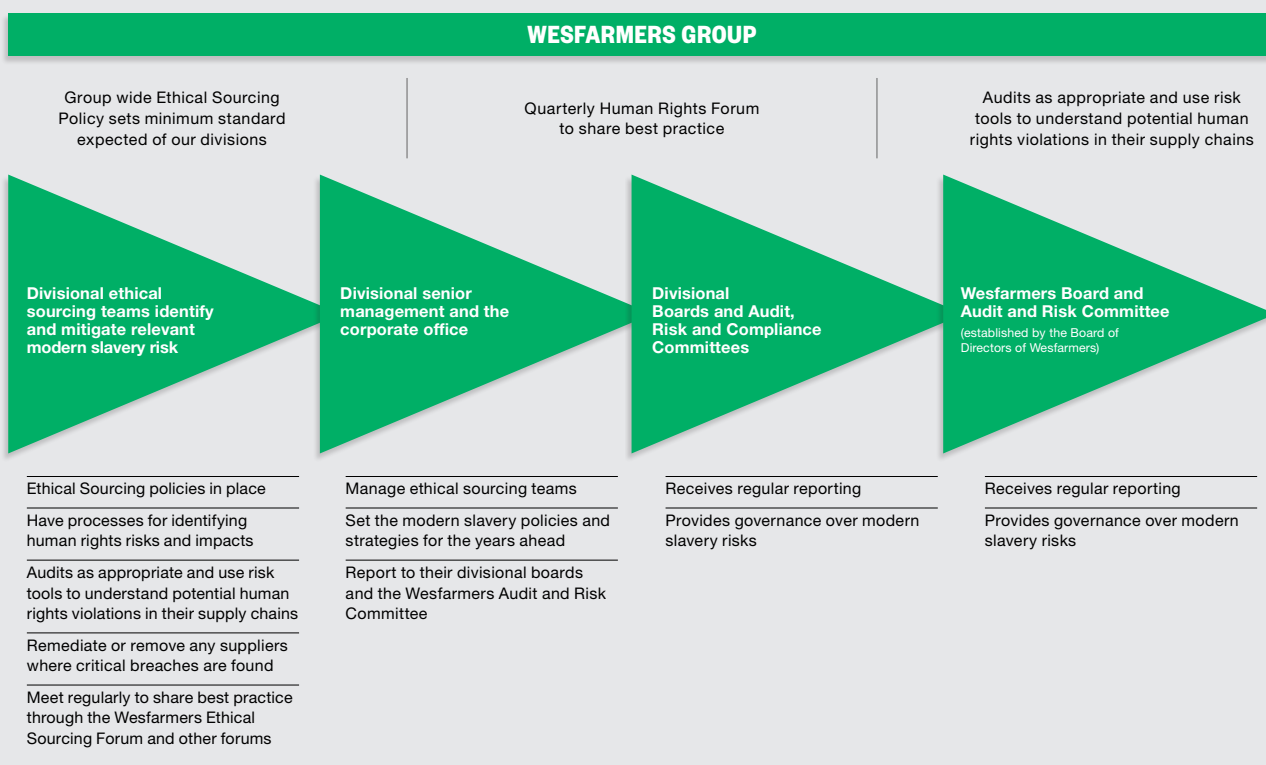 WESFARMERS GROUP
Group wide Ethical Sourcing
Policy sets minimum standard
expected of our divisions
Quarterly Human Rights Forum
to share best practice
Audits as appropriate and use risk
tools to understand potential human
rights violations in their supply chains
Divisional ethical
sourcing teams identify
and mitigate relevant
modern slavery risk
Divisional senior
management and the
corporate office
Divisional
Boards and Audit,
Risk and Compliance
Committees
Wesfarmers Board and
Audit and Risk Committee
(established by the Board of
Directors of Wesfarmers)
Ethical Sourcing policies in place
Have processes for identifying
human rights risks and impacts
Audits as appropriate and use risk
tools to understand potential human
rights violations in their supply chains
Remediate or remove any suppliers
where critical breaches are found
Meet regularly to share best practice
through the Wesfarmers Ethical
Sourcing Forum and other forums
Manage ethical sourcing teams
Set the modern slavery policies and
strategies for the years ahead
Report to their divisional boards
and the Wesfarmers Audit and Risk
Committee
Receives regular reporting
Provides governance over modern
slavery risks
Receives regular reporting
Provides governance over modern
slavery risks